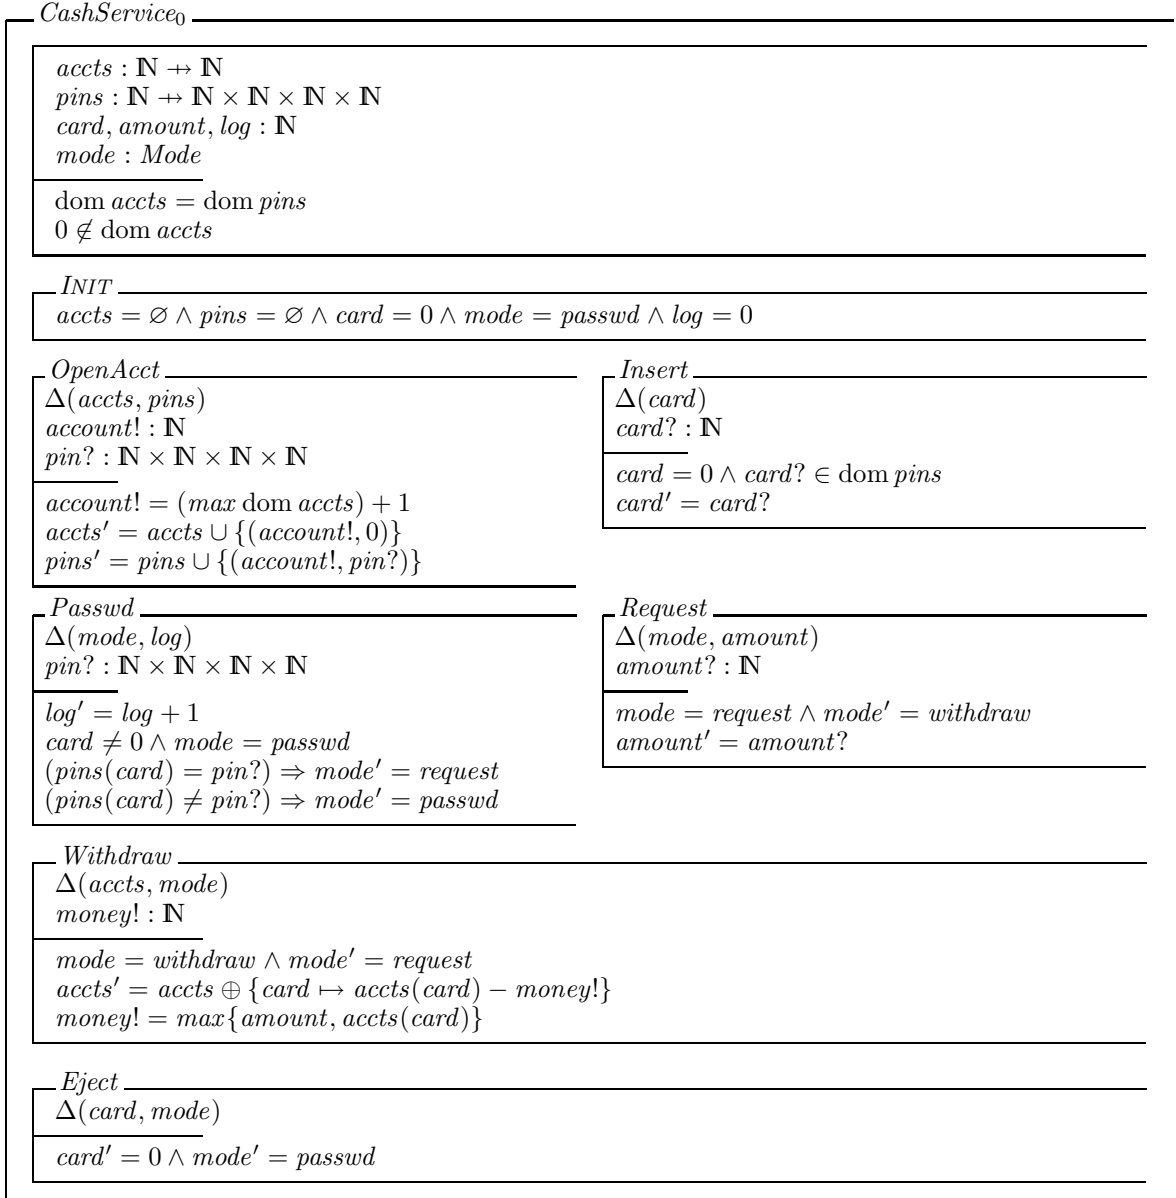 CashService₀
accts : ℕ ⇸ ℕ
pins : ℕ ⇸ ℕ × ℕ × ℕ × ℕ
card, amount, log : ℕ
mode : Mode
dom accts = dom pins
0 ∉ dom accts
INIT
accts = ∅ ∧ pins = ∅ ∧ card = 0 ∧ mode = passwd ∧ log = 0
OpenAcct
Δ(accts, pins)
account! : ℕ
pin? : ℕ × ℕ × ℕ × ℕ
account! = (max dom accts) + 1
accts′ = accts ∪ {(account!, 0)}
pins′ = pins ∪ {(account!, pin?)}
Insert
Δ(card)
card? : ℕ
card = 0 ∧ card? ∈ dom pins
card′ = card?
Passwd
Δ(mode, log)
pin? : ℕ × ℕ × ℕ × ℕ
log′ = log + 1
card ≠ 0 ∧ mode = passwd
(pins(card) = pin?) ⇒ mode′ = request
(pins(card) ≠ pin?) ⇒ mode′ = passwd
Request
Δ(mode, amount)
amount? : ℕ
mode = request ∧ mode′ = withdraw
amount′ = amount?
Withdraw
Δ(accts, mode)
money! : ℕ
mode = withdraw ∧ mode′ = request
accts′ = accts ⊕ {card ↦ accts(card) − money!}
money! = max{amount, accts(card)}
Eject
Δ(card, mode)
card′ = 0 ∧ mode′ = passwd